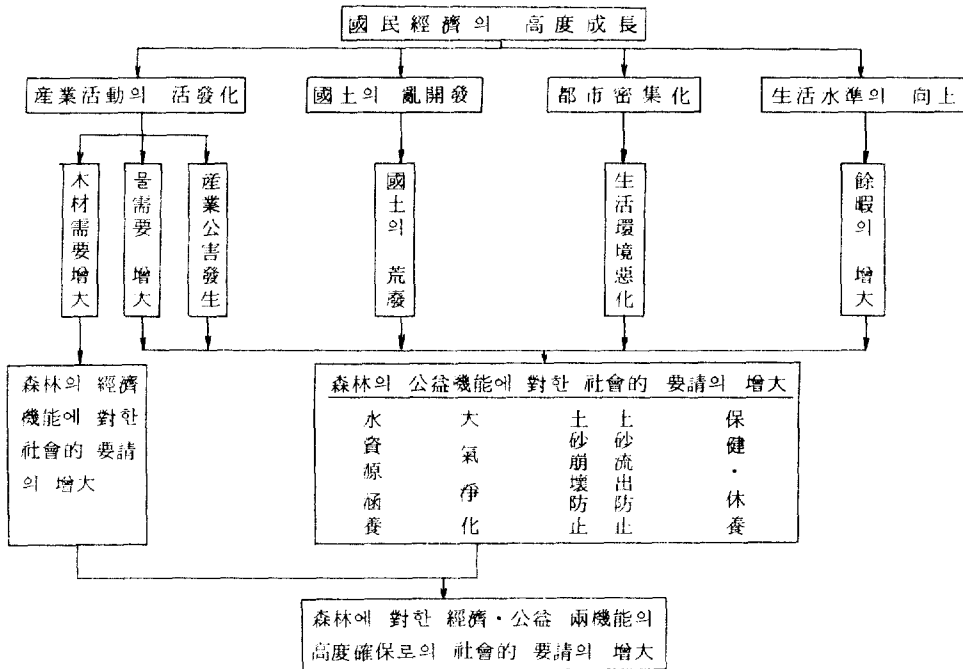 國民經濟의 高度成長
産業活動의 活發化
國土의 亂開發
都市密集化
生活水準의 向上
木材需要增大
물需要 增大
産業公害發生
國土의 荒廢
生活環境惡化
餘暇의 增大
森林의 經濟
機能에 對한
社會的 要請
의 增大
森林의 公益機能에 對한 社會的 要請의 增大
水資源涵養
大氣淨化
土砂崩壞防止
土砂流出防止
保健·休養
森林에 對한 經濟·公益 兩機能의
高度確保로의 社會的 要請의 增大